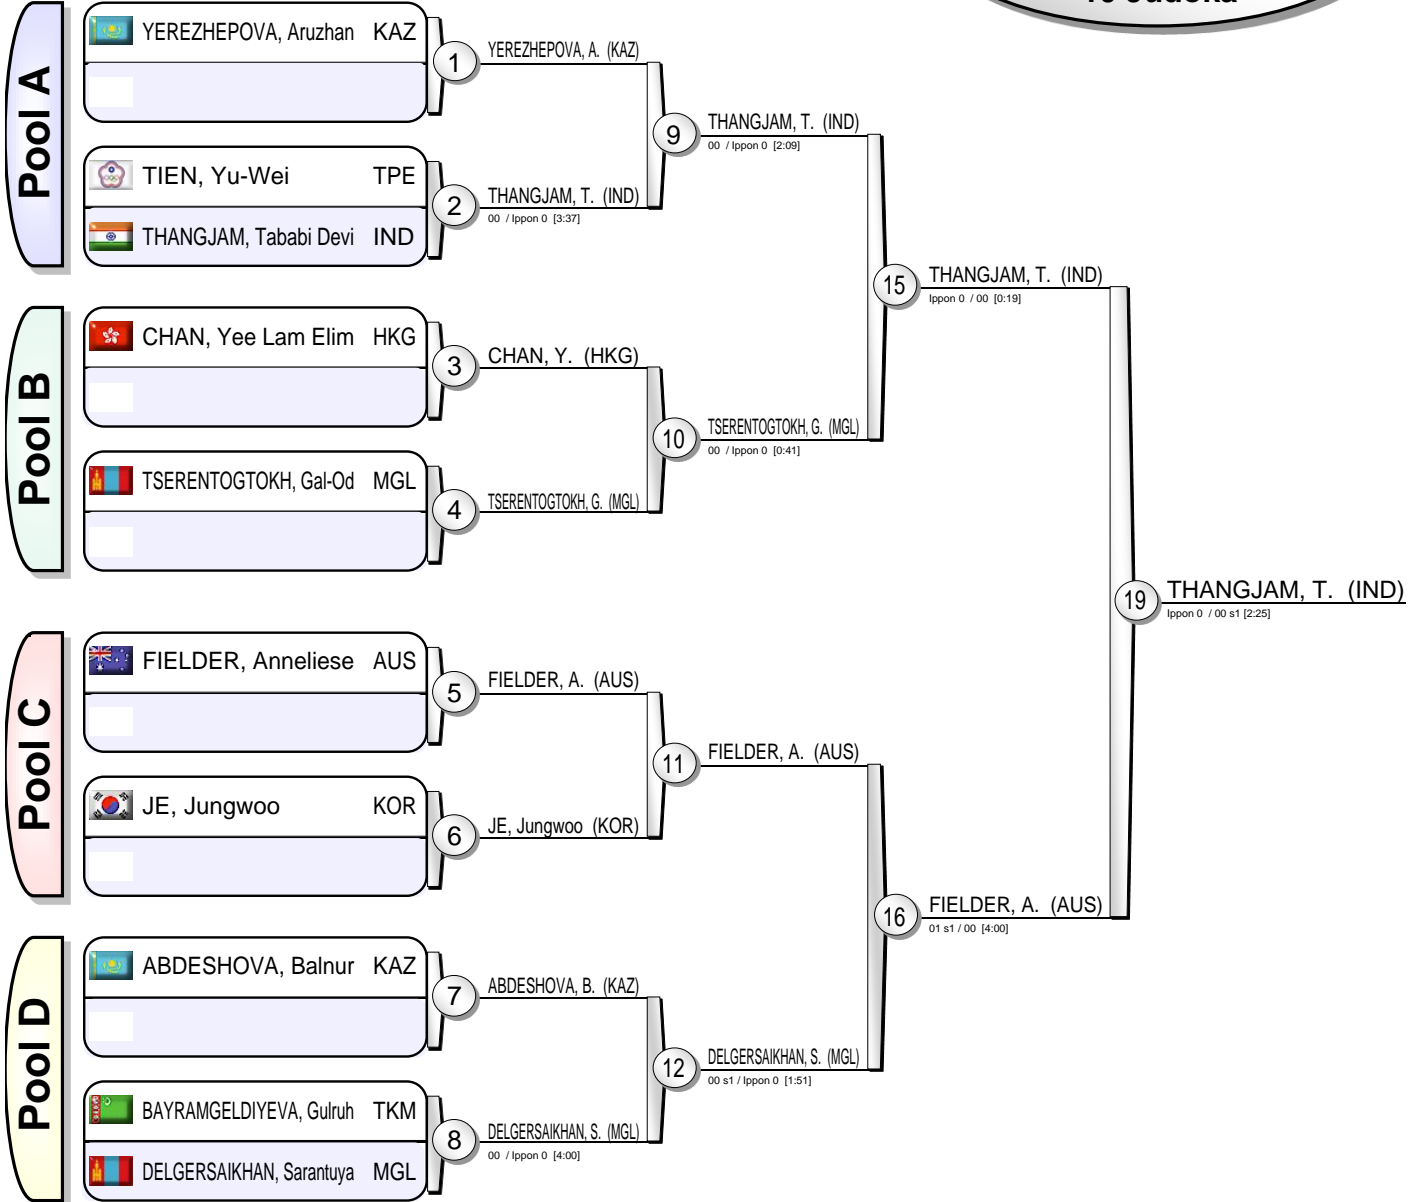 10 Judoka
Pool A
YEREZHEPOVA, Aruzhan KAZ
1
YEREZHEPOVA, A. (KAZ)
TIEN, Yu-Wei TPE
THANGJAM, Tababi Devi IND
2
THANGJAM, T. (IND)
00 / Ippon 0 [3:37]
9
THANGJAM, T. (IND)
00 / Ippon 0 [2:09]
Pool B
CHAN, Yee Lam Elim HKG
3
CHAN, Y. (HKG)
TSERENTOGTOKH, Gal-Od MGL
4
TSERENTOGTOKH, G. (MGL)
10
TSERENTOGTOKH, G. (MGL)
00 / Ippon 0 [0:41]
15
THANGJAM, T. (IND)
Ippon 0 / 00 [0:19]
Pool C
FIELDER, Anneliese AUS
5
FIELDER, A. (AUS)
JE, Jungwoo KOR
6
JE, Jungwoo (KOR)
11
FIELDER, A. (AUS)
Pool D
ABDESHOVA, Balnur KAZ
7
ABDESHOVA, B. (KAZ)
BAYRAMGELDIYEVA, Gulruh TKM
DELGERSAIKHAN, Sarantuya MGL
8
DELGERSAIKHAN, S. (MGL)
00 / Ippon 0 [4:00]
12
DELGERSAIKHAN, S. (MGL)
00 s1 / Ippon 0 [1:51]
16
FIELDER, A. (AUS)
01 s1 / 00 [4:00]
19
THANGJAM, T. (IND)
Ippon 0 / 00 s1 [2:25]